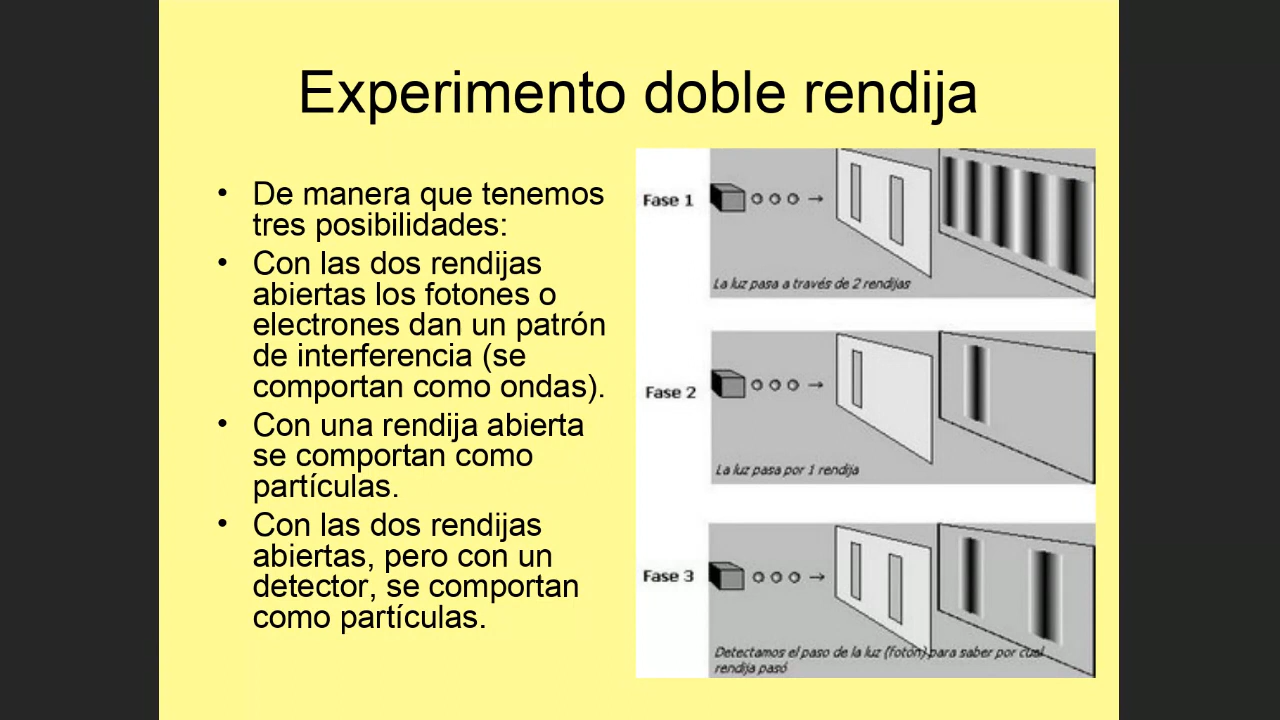 Experimento doble rendija
• De manera que tenemos
tres posibilidades:
• Con las dos rendijas
abiertas los fotones o
electrones dan un patrón
de interferencia (se
comportan como ondas).
• Con una rendija abierta
se comportan como
partículas.
• Con las dos rendijas
abiertas, pero con un
detector, se comportan
como partículas.
Fase 1
La luz pasa a través de 2 rendijas
Fase 2
La luz pasa por 1 rendija
Fase 3
Detectamos el paso de la luz (fotón) para saber por cual
rendija pasó